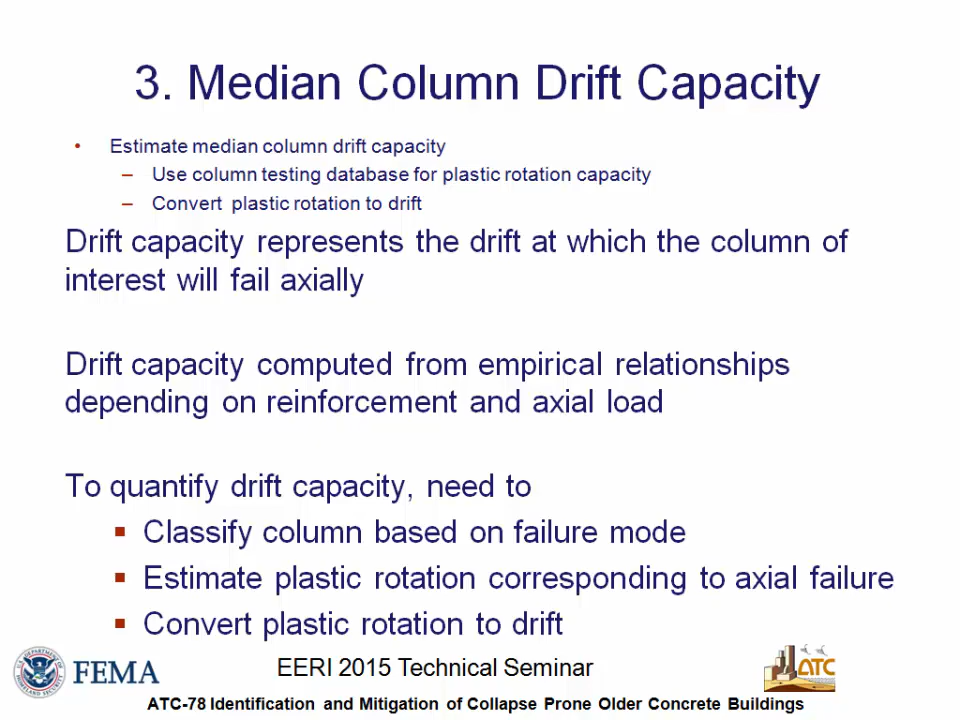 3. Median Column Drift Capacity
• Estimate median column drift capacity
– Use column testing database for plastic rotation capacity
– Convert plastic rotation to drift
Drift capacity represents the drift at which the column of
interest will fail axially
Drift capacity computed from empirical relationships
depending on reinforcement and axial load
To quantify drift capacity, need to
▪ Classify column based on failure mode
▪ Estimate plastic rotation corresponding to axial failure
▪ Convert plastic rotation to drift
FEMA
EERI 2015 Technical Seminar
ATC
ATC-78 Identification and Mitigation of Collapse Prone Older Concrete Buildings